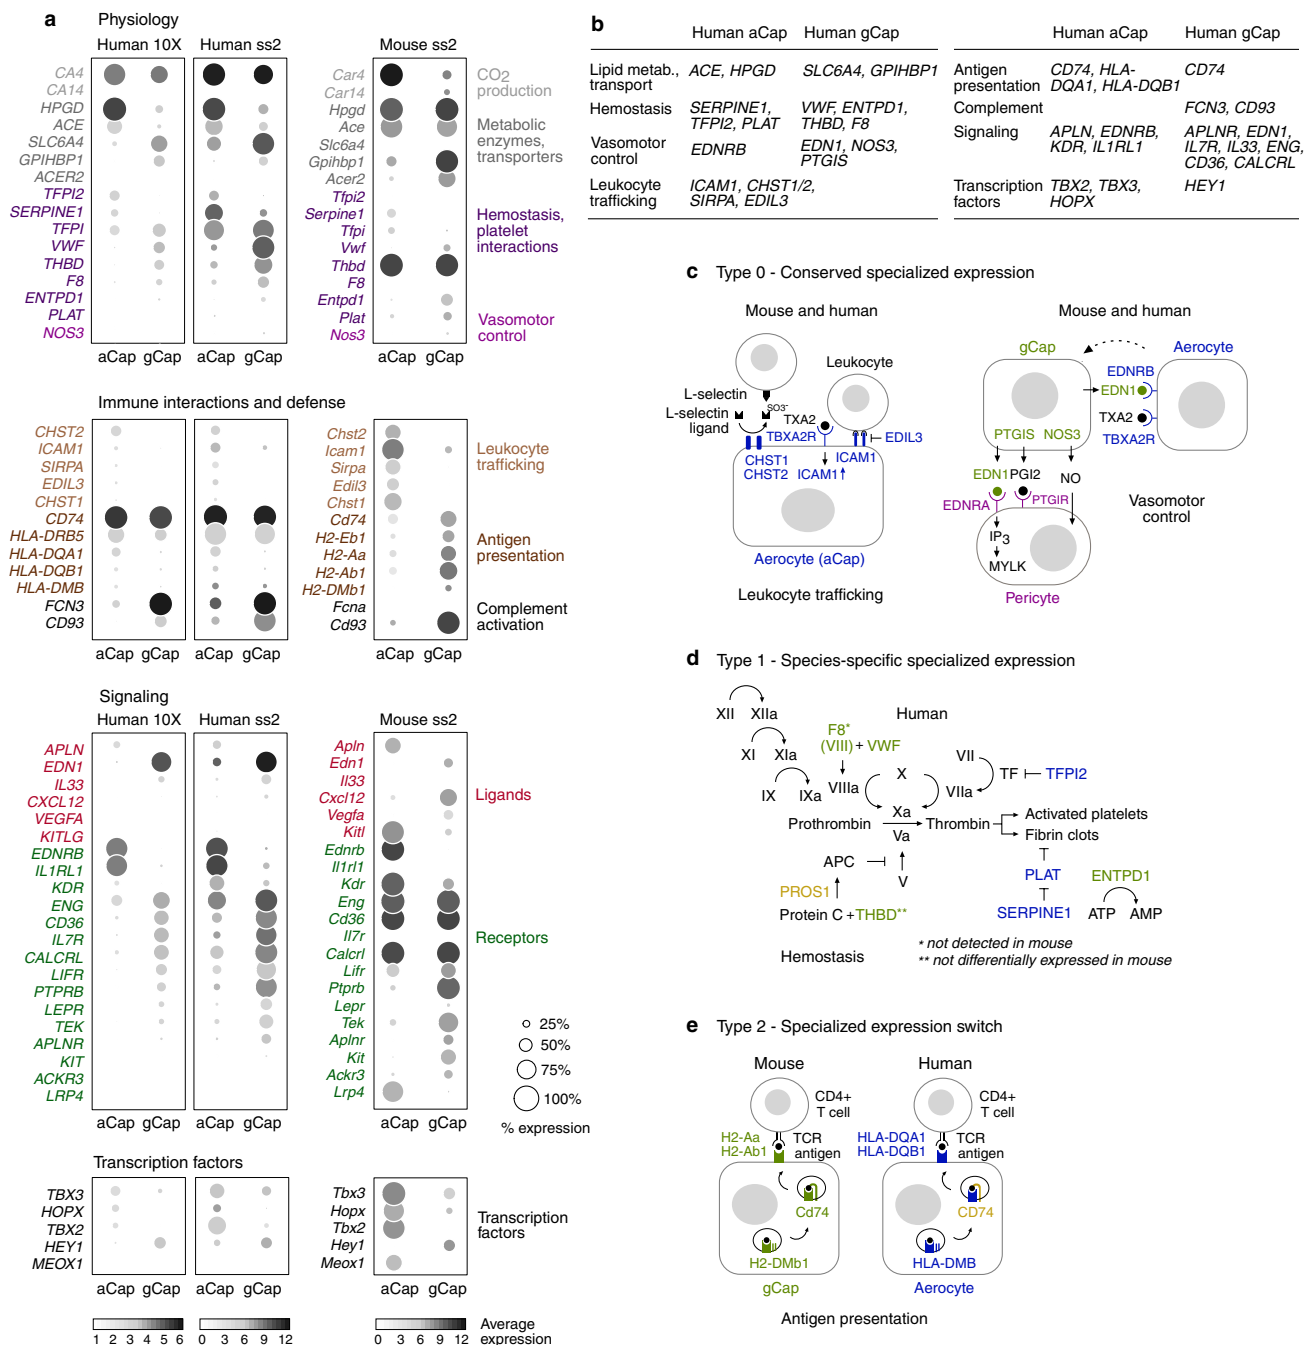 a
Physiology
Human 10X Human ss2 Mouse ss2
CA4
CA14
HPGD
ACE
SLC6A4
GPIHBP1
ACER2
TFPI2
SERPINE1
TFPI
VWF
THBD
F8
ENTPD1
PLAT
NOS3
Car4
Car14
Hpgd
Ace
Slc6a4
Gpihbp1
Acer2
Tfpi2
Serpine1
Tfpi
Vwf
Thbd
F8
Entpd1
Plat
Nos3
CO2
production
Metabolic
enzymes,
transporters
Hemostasis,
platelet
interactions
Vasomotor
control
aCap gCap aCap gCap aCap gCap
Immune interactions and defense
CHST2
ICAM1
SIRPA
EDIL3
CHST1
CD74
HLA-DRB5
HLA-DQA1
HLA-DQB1
HLA-DMB
FCN3
CD93
Chst2
Icam1
Sirpa
Edil3
Chst1
Cd74
H2-Eb1
H2-Aa
H2-Ab1
H2-DMb1
Fcna
Cd93
Leukocyte
trafficking
Antigen
presentation
Complement
activation
aCap gCap aCap gCap aCap gCap
Signaling
Human 10X Human ss2 Mouse ss2
APLN
EDN1
IL33
CXCL12
VEGFA
KITLG
EDNRB
IL1RL1
KDR
ENG
CD36
IL7R
CALCRL
LIFR
PTPRB
LEPR
TEK
APLNR
KIT
ACKR3
LRP4
Apln
Edn1
Il33
Cxcl12
Vegfa
Kitl
Ednrb
Il1rl1
Kdr
Eng
Cd36
Il7r
Calcrl
Lifr
Ptprb
Lepr
Tek
Aplnr
Kit
Ackr3
Lrp4
Ligands
Receptors
25%
50%
75%
100%
% expression
aCap gCap aCap gCap aCap gCap
Transcription factors
TBX3
HOPX
TBX2
HEY1
MEOX1
Tbx3
Hopx
Tbx2
Hey1
Meox1
Transcription
factors
aCap gCap aCap gCap aCap gCap
1 2 3 4 5 6
0 3 6 9 12
0 3 6 9 12
Average
expression
b
Human aCap Human gCap
Lipid metab.,
transport
ACE, HPGD
SLC6A4, GPIHBP1
Hemostasis
SERPINE1,
TFPI2, PLAT
VWF, ENTPD1,
THBD, F8
Vasomotor
control
EDNRB
EDN1, NOS3,
PTGIS
Leukocyte
trafficking
ICAM1, CHST1/2,
SIRPA, EDIL3
Human aCap Human gCap
Antigen
presentation
CD74, HLA-
DQA1, HLA-DQB1
CD74
Complement
FCN3, CD93
Signaling
APLN, EDNRB,
KDR, IL1RL1
APLNR, EDN1,
IL7R, IL33, ENG,
CD36, CALCRL
Transcription
factors
TBX2, TBX3,
HOPX
HEY1
c Type 0 - Conserved specialized expression
Mouse and human
Leukocyte
L-selectin
L-selectin
ligand
SO3-
TXA2
TBXA2R
EDIL3
CHST1
CHST2
ICAM1
ICAM1
Aerocyte (aCap)
Leukocyte trafficking
Mouse and human
gCap
Aerocyte
EDNRB
EDN1
TXA2
TBXA2R
PTGIS NOS3
EDN1 PGI2 NO
EDNRA
PTGIR
IP3
MYLK
Pericyte
Vasomotor
control
d Type 1 - Species-specific specialized expression
Human
XII XIIa
XI XIa
IX IXa
F8*
(VIII) + VWF
VIIIa
X
Xa
Va
V
VII
VIIa
TF
TFPI2
Prothrombin
Thrombin
Activated platelets
Fibrin clots
APC
PROS1
Protein C + THBD**
PLAT
SERPINE1
ENTPD1
ATP AMP
Hemostasis
* not detected in mouse
** not differentially expressed in mouse
e Type 2 - Specialized expression switch
Mouse
CD4+
T cell
H2-Aa
H2-Ab1
TCR
antigen
Cd74
H2-DMb1
gCap
Human
CD4+
T cell
HLA-DQA1
HLA-DQB1
TCR
antigen
CD74
HLA-DMB
Aerocyte
Antigen presentation